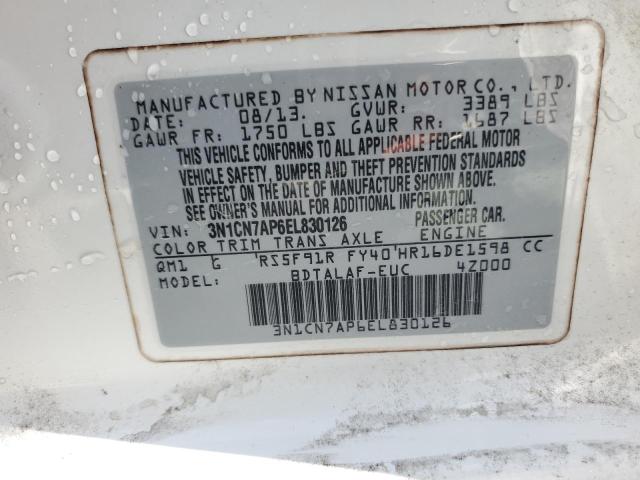 MANUFACTURED BY NISSAN MOTOR CO., LTD.
DATE: 08/13. GVWR: 3389 LBS
GAWR FR: 1750 LBS GAWR RR: 1687 LBS
THIS VEHICLE CONFORMS TO ALL APPLICABLE FEDERAL MOTOR
VEHICLE SAFETY, BUMPER AND THEFT PREVENTION STANDARDS
IN EFFECT ON THE DATE OF MANUFACTURE SHOWN ABOVE.
SEE OWNER'S MANUAL FOR ADDITIONAL INFORMATION.
VIN: 3N1CN7AP6EL830126 PASSENGER CAR.
COLOR TRIM TRANS AXLE ENGINE
QM1 G RS5F91R FY40 HR16DE1598 CC
MODEL: BDTALAF-EUC 4Z000
3N1CN7AP6EL830126